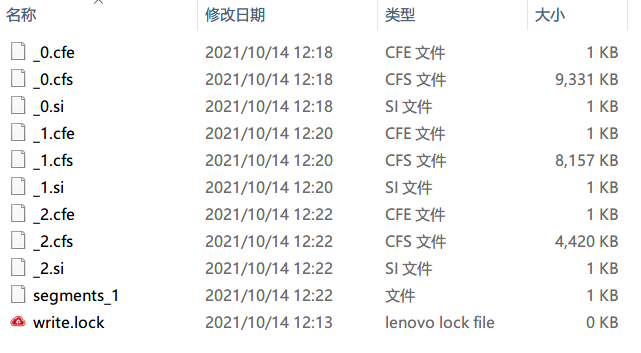 名称 修改日期 类型 大小
_0.cfe 2021/10/14 12:18 CFE 文件 1 KB
_0.cfs 2021/10/14 12:18 CFS 文件 9,331 KB
_0.si 2021/10/14 12:18 SI 文件 1 KB
_1.cfe 2021/10/14 12:20 CFE 文件 1 KB
_1.cfs 2021/10/14 12:20 CFS 文件 8,157 KB
_1.si 2021/10/14 12:20 SI 文件 1 KB
_2.cfe 2021/10/14 12:22 CFE 文件 1 KB
_2.cfs 2021/10/14 12:22 CFS 文件 4,420 KB
_2.si 2021/10/14 12:22 SI 文件 1 KB
segments_1 2021/10/14 12:22 文件 1 KB
write.lock 2021/10/14 12:13 lenovo lock file 0 KB